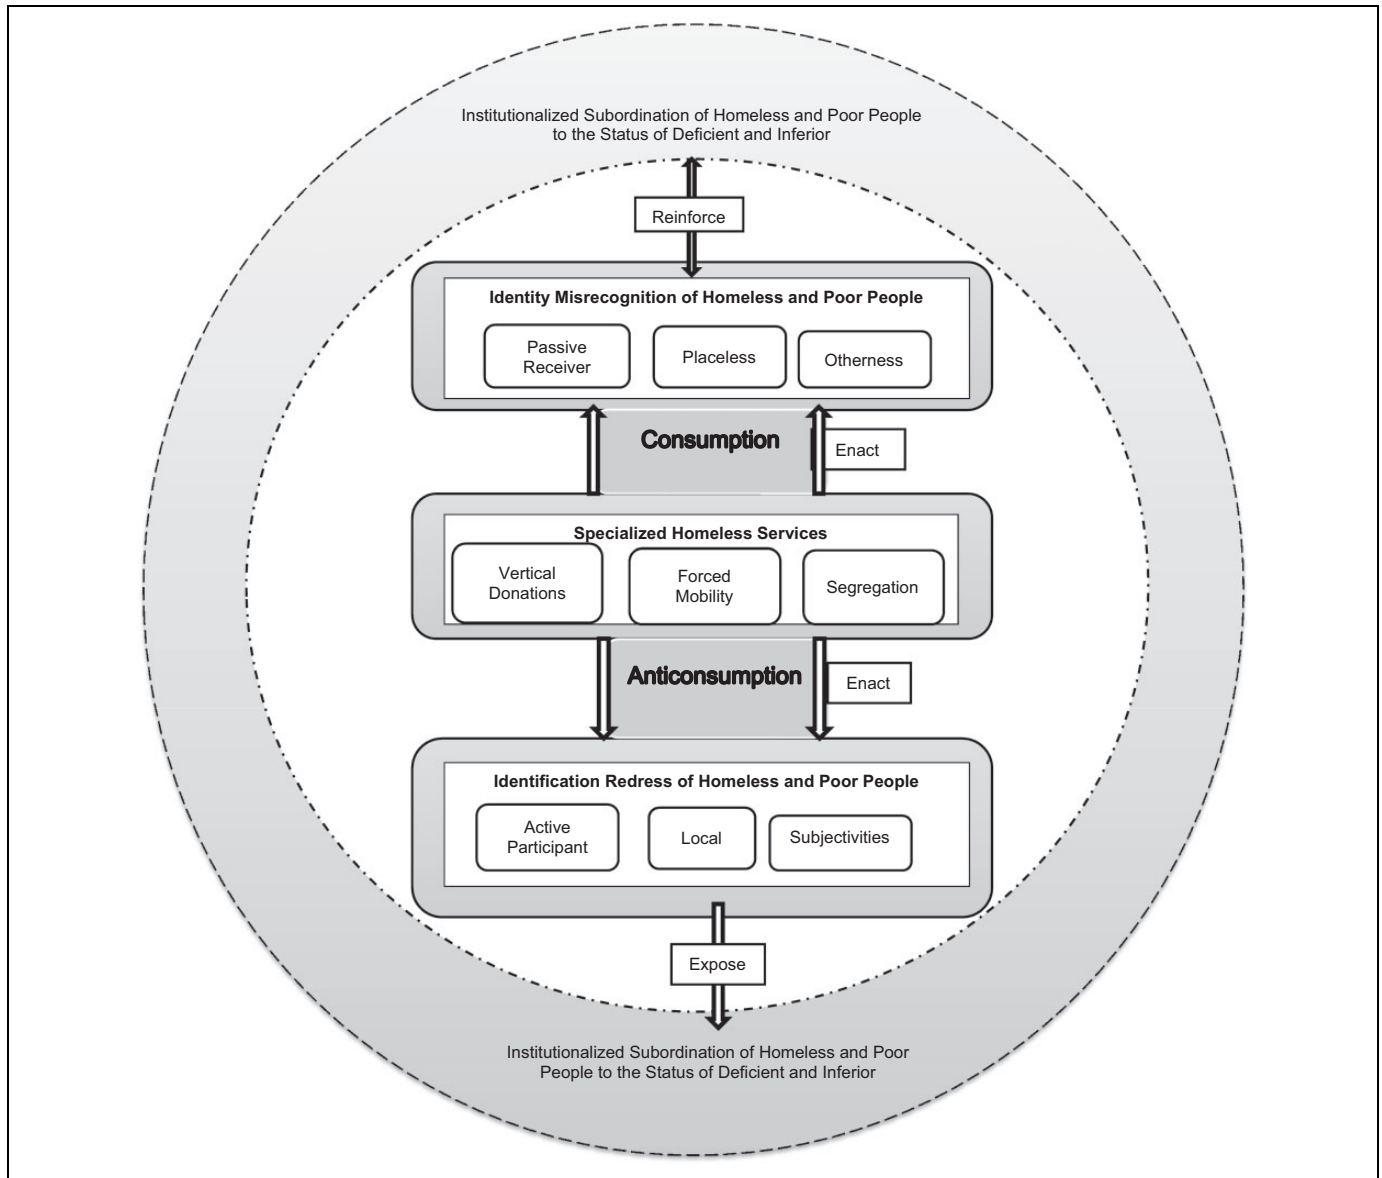 Institutionalized Subordination of Homeless and Poor People
to the Status of Deficient and Inferior
Reinforce
Identity Misrecognition of Homeless and Poor People
Passive
Receiver
Placeless
Otherness
Consumption
Enact
Specialized Homeless Services
Vertical
Donations
Forced
Mobility
Segregation
Anticonsumption
Enact
Identification Redress of Homeless and Poor People
Active
Participant
Local
Subjectivities
Expose
Institutionalized Subordination of Homeless and Poor
People to the Status of Deficient and Inferior